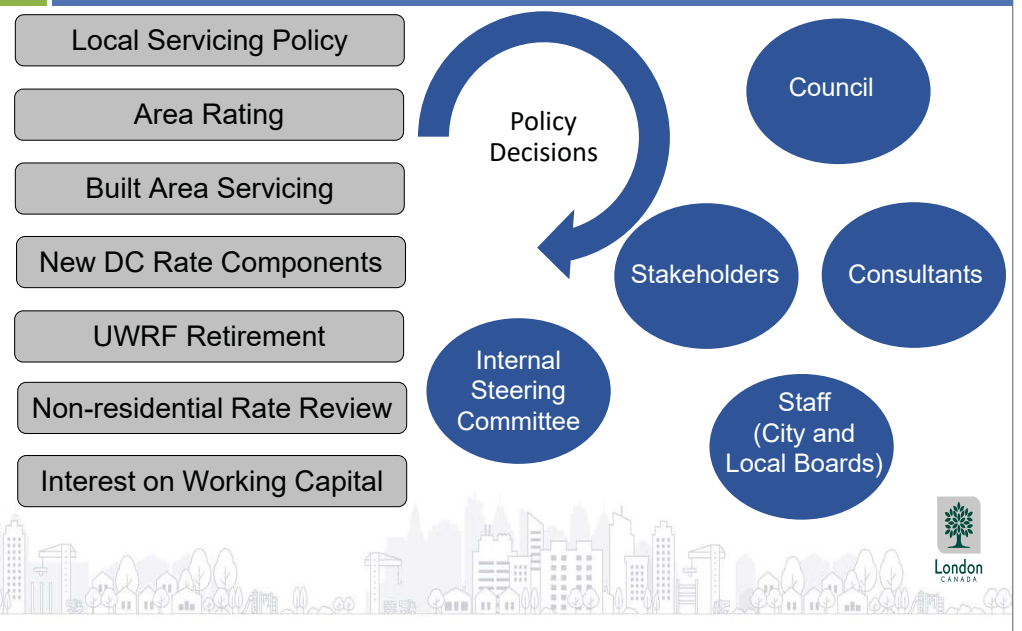 Local Servicing Policy
Area Rating
Built Area Servicing
New DC Rate Components
UWRF Retirement
Non-residential Rate Review
Interest on Working Capital
Policy
Decisions
Council
Stakeholders
Consultants
Internal
Steering
Committee
Staff
(City and
Local Boards)
London
CANADA